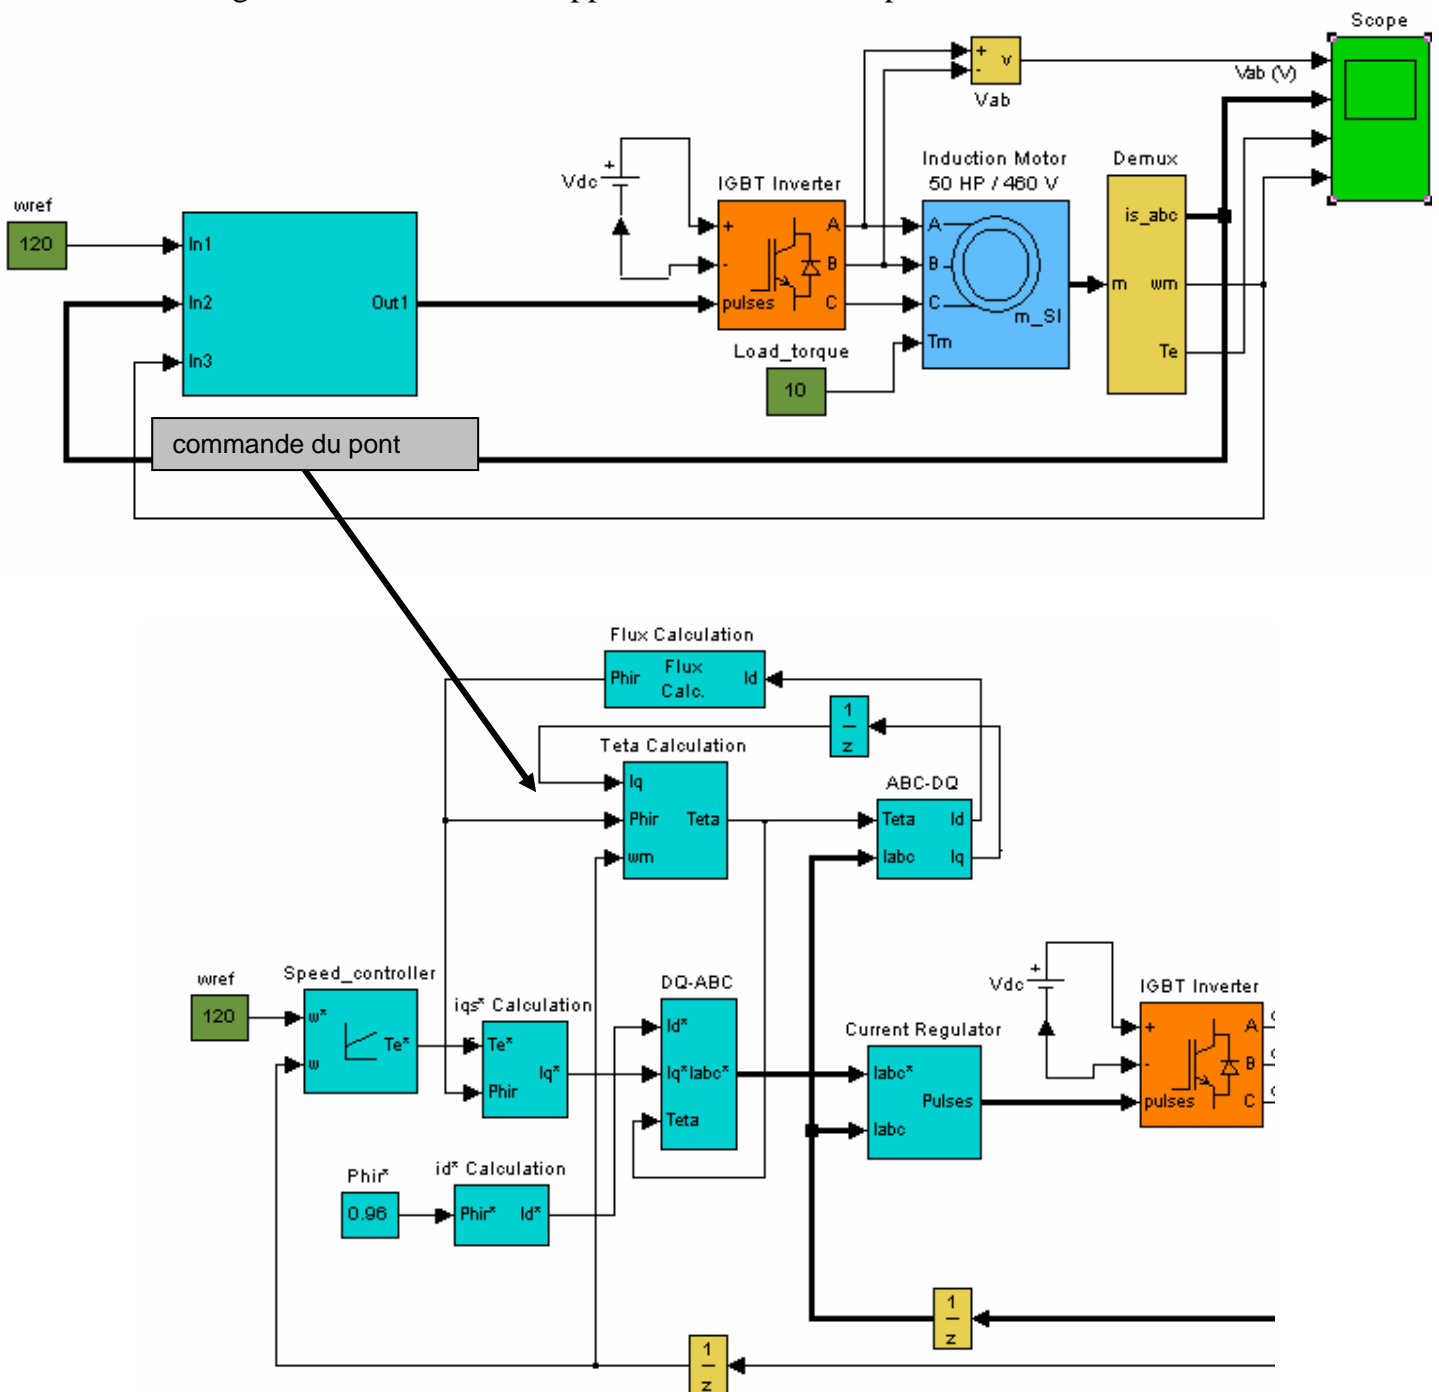 Scope
Vab (V)
+
v
-
Vab
Vdc
+
IGBT Inverter
Induction Motor
50 HP / 460 V
Demux
wref
120
In1
In2
In3
Out1
+
-
pulses
A
B
C
A
B
C
Tm
m_SI
m
is_abc
wm
Te
Load_torque
10
commande du pont
Flux Calculation
Phir
Flux
Calc.
Id
1
z
Teta Calculation
Iq
Phir
wm
Teta
ABC-DQ
Teta
Iabc
Id
Iq
wref
120
Speed_controller
w*
w
Te*
iqs* Calculation
Te*
Phir
Iq*
DQ-ABC
Id*
Iq*
Iabc*
Teta
Current Regulator
Iabc*
Iabc
Pulses
Vdc
+
IGBT Inverter
+
-
pulses
A
B
C
Phir*
0.96
id* Calculation
Phir*
Id*
1
z
1
z